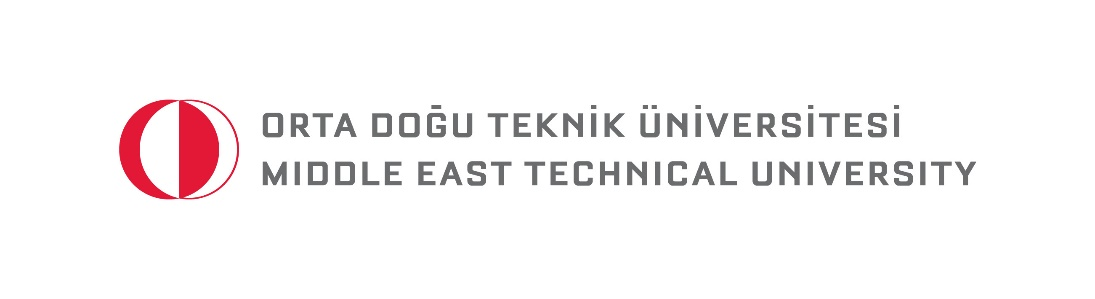 ORTA DOĞU TEKNİK ÜNİVERSİTESİ
MIDDLE EAST TECHNICAL UNIVERSITY